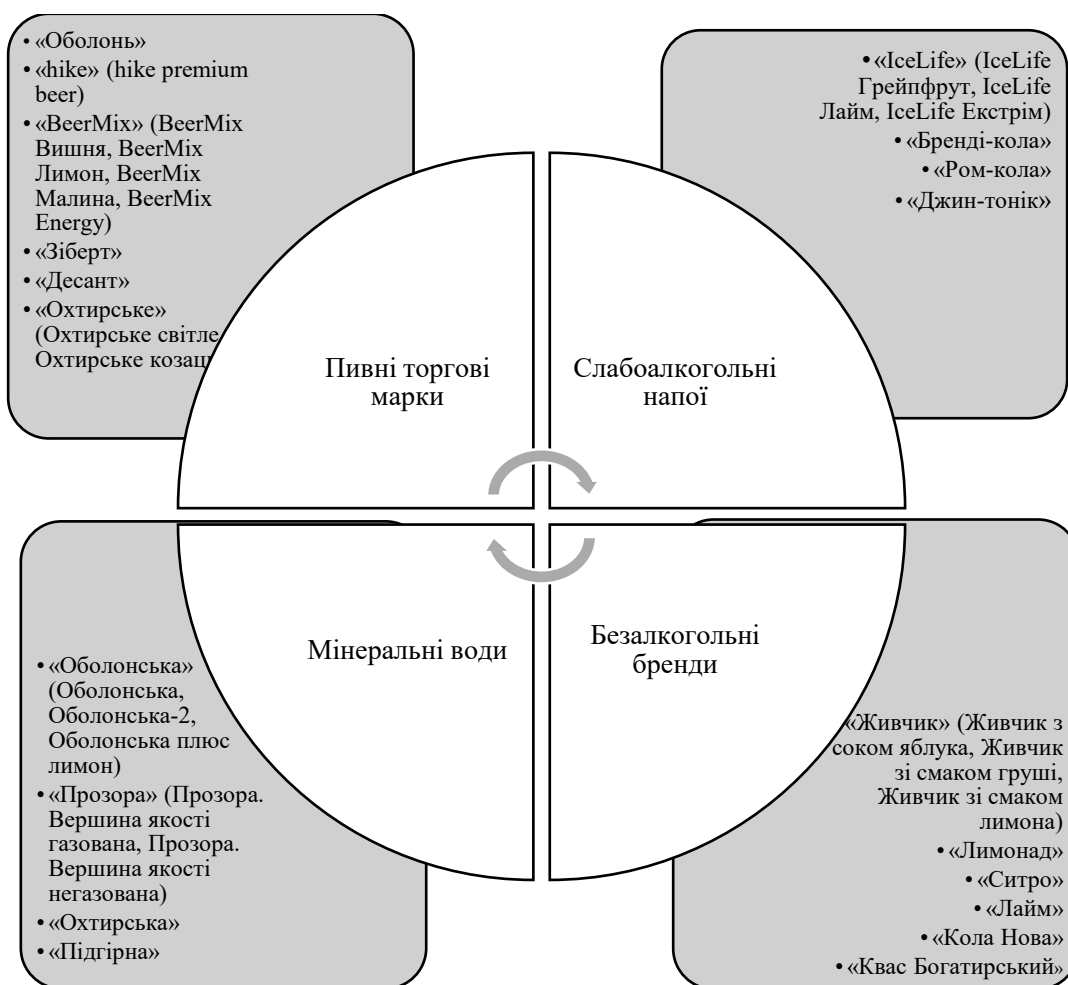 • «Оболонь»
• «hike» (hike premium
beer)
• «BeerMix» (BeerMix
Вишня, BeerMix
Лимон, BeerMix
Малина, BeerMix
Energy)
• «Зіберт»
• «Десант»
• «Охтирське»
(Охтирське світле
Охтирське
Пивні торгові
марки
• «IceLife» (IceLife
Грейпфрут, IceLife
Лайм, IceLife Екстрім)
• «Бренді-кола»
• «Ром-кола»
• «Джин-тонік»
Слабоалкогольні
напої
Мінеральні води
• «Оболонська»
(Оболонська,
Оболонська-2,
Оболонська плюс
лимон)
• «Прозора» (Прозора.
Вершина якості
газована, Прозора.
Вершина якості
негазована)
• «Охтирська»
• «Підгірна»
Безалкогольні
бренди
«Живчик» (Живчик з
соком яблука, Живчик
зі смаком груші,
Живчик зі смаком
лимона)
• «Лимонад»
• «Ситро»
• «Лайм»
• «Кола Нова»
• «Квас Богатирський»